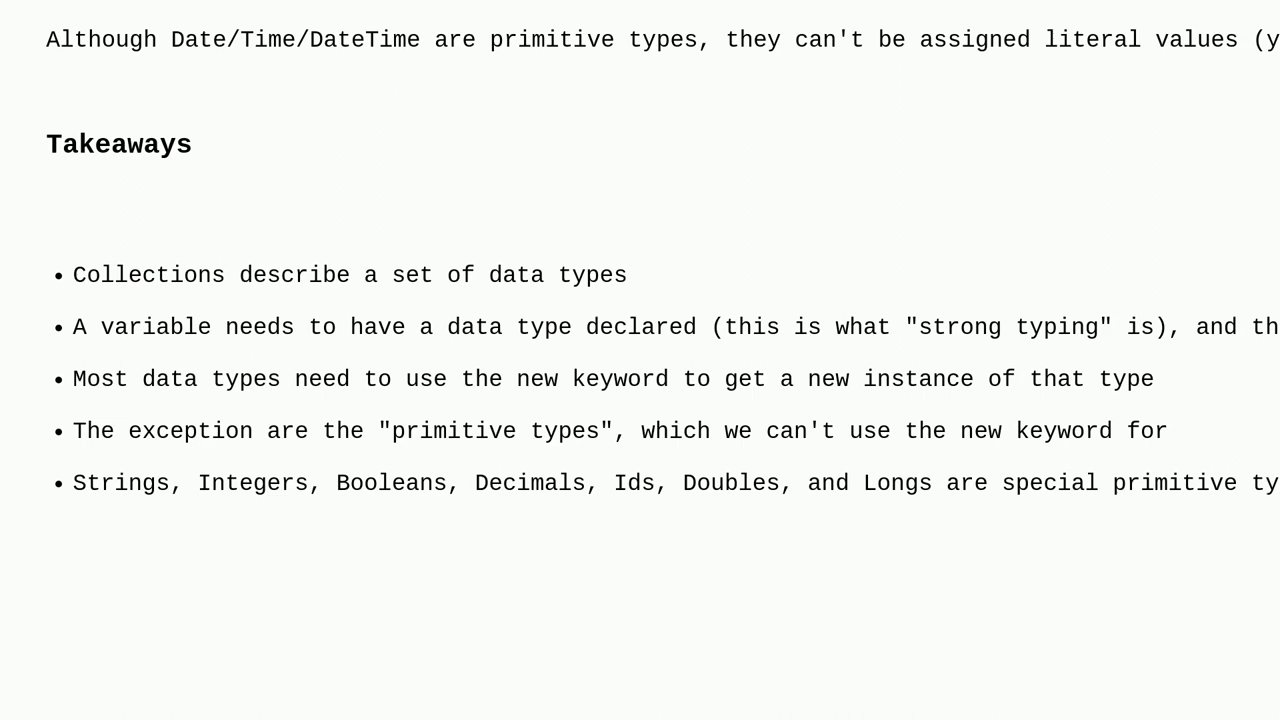 Although Date/Time/DateTime are primitive types, they can't be assigned literal values (y
Takeaways
• Collections describe a set of data types
• A variable needs to have a data type declared (this is what "strong typing" is), and th
• Most data types need to use the new keyword to get a new instance of that type
• The exception are the "primitive types", which we can't use the new keyword for
• Strings, Integers, Booleans, Decimals, Ids, Doubles, and Longs are special primitive ty